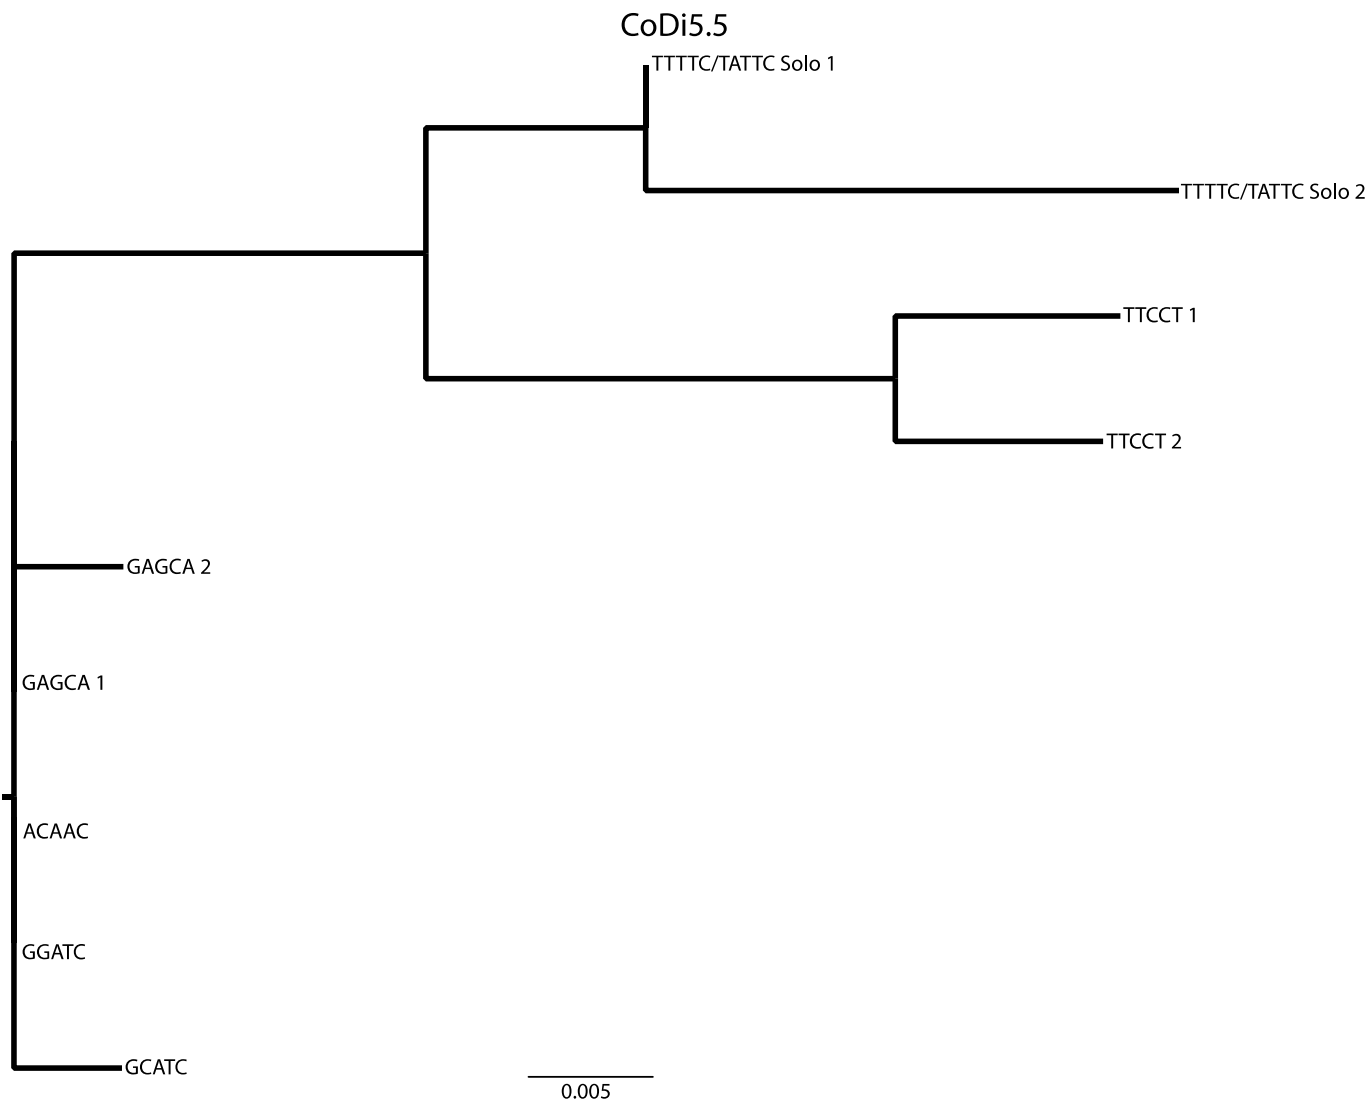 CoDi5.5
TTTTC/TATTC Solo 1
TTTTC/TATTC Solo 2
TTCCT 1
TTCCT 2
GAGCA 2
GAGCA 1
ACAAC
GGATC
GCATC
0.005